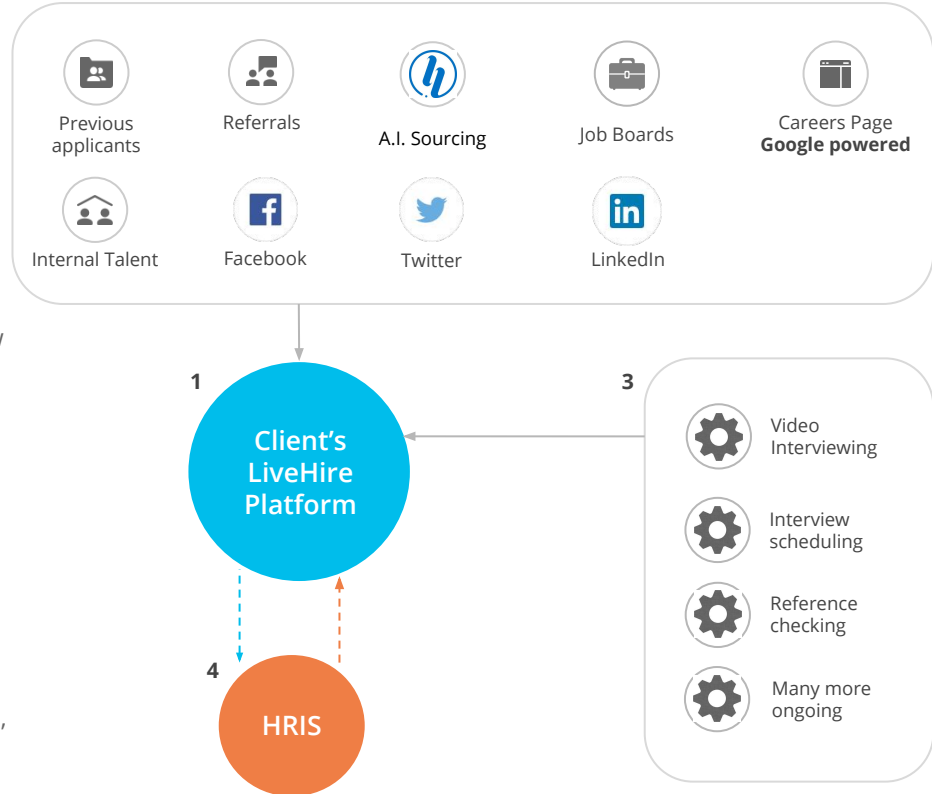 Previous
applicants
Referrals
A.I. Sourcing
Job Boards
Careers Page
Google powered
Internal Talent
Facebook
Twitter
in
LinkedIn
1
Client's
LiveHire
Platform
3
Video
Interviewing
Interview
scheduling
Reference
checking
Many more
ongoing
4
HRIS